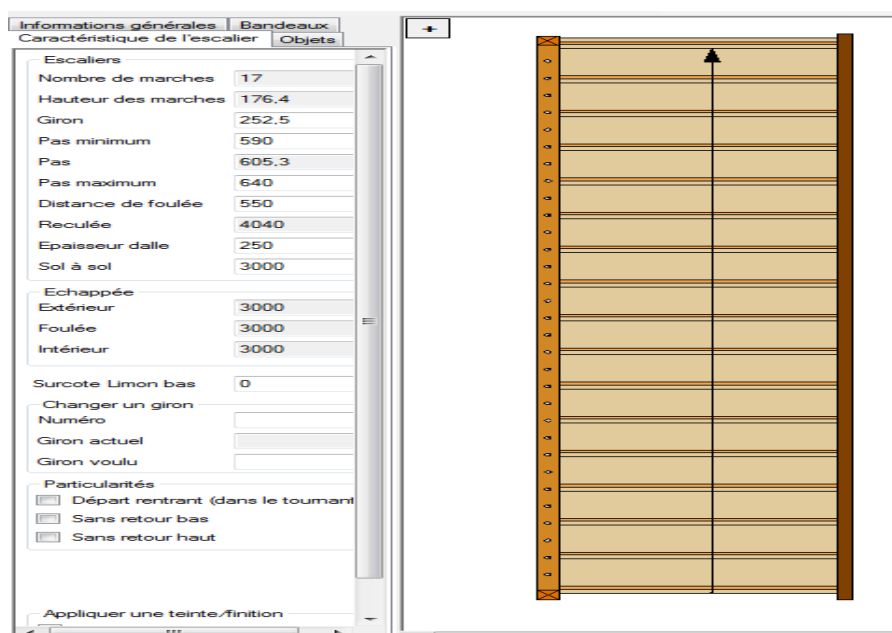 Informations générales Bandeaux
Caractéristique de l'escalier Objets
Escaliers
Nombre de marches 17
Hauteur des marches 176,4
Giron 252,5
Pas minimum 590
Pas 605,3
Pas maximum 640
Distance de foulée 550
Reculée 4040
Epaisseur dalle 250
Sol à sol 3000
Echappée
Extérieur 3000
Foulée 3000
Intérieur 3000
Surcote Limon bas 0
Changer un giron
Numéro
Giron actuel
Giron voulu
Particularités
Départ rentrant (dans le tournant
Sans retour bas
Sans retour haut
Appliquer une teinte/finition
+